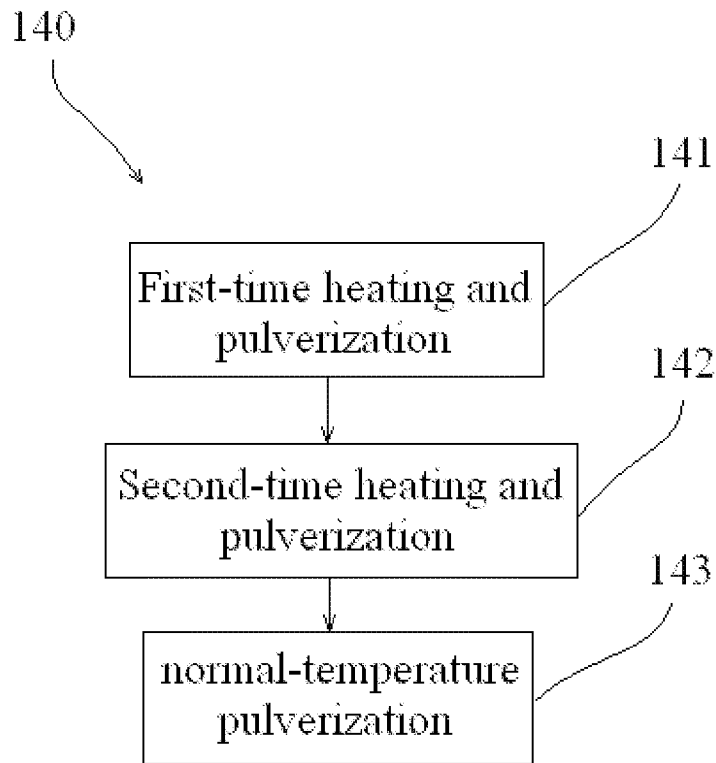 140
141
First-time heating and
pulverization
142
Second-time heating and
pulverization
143
normal-temperature
pulverization